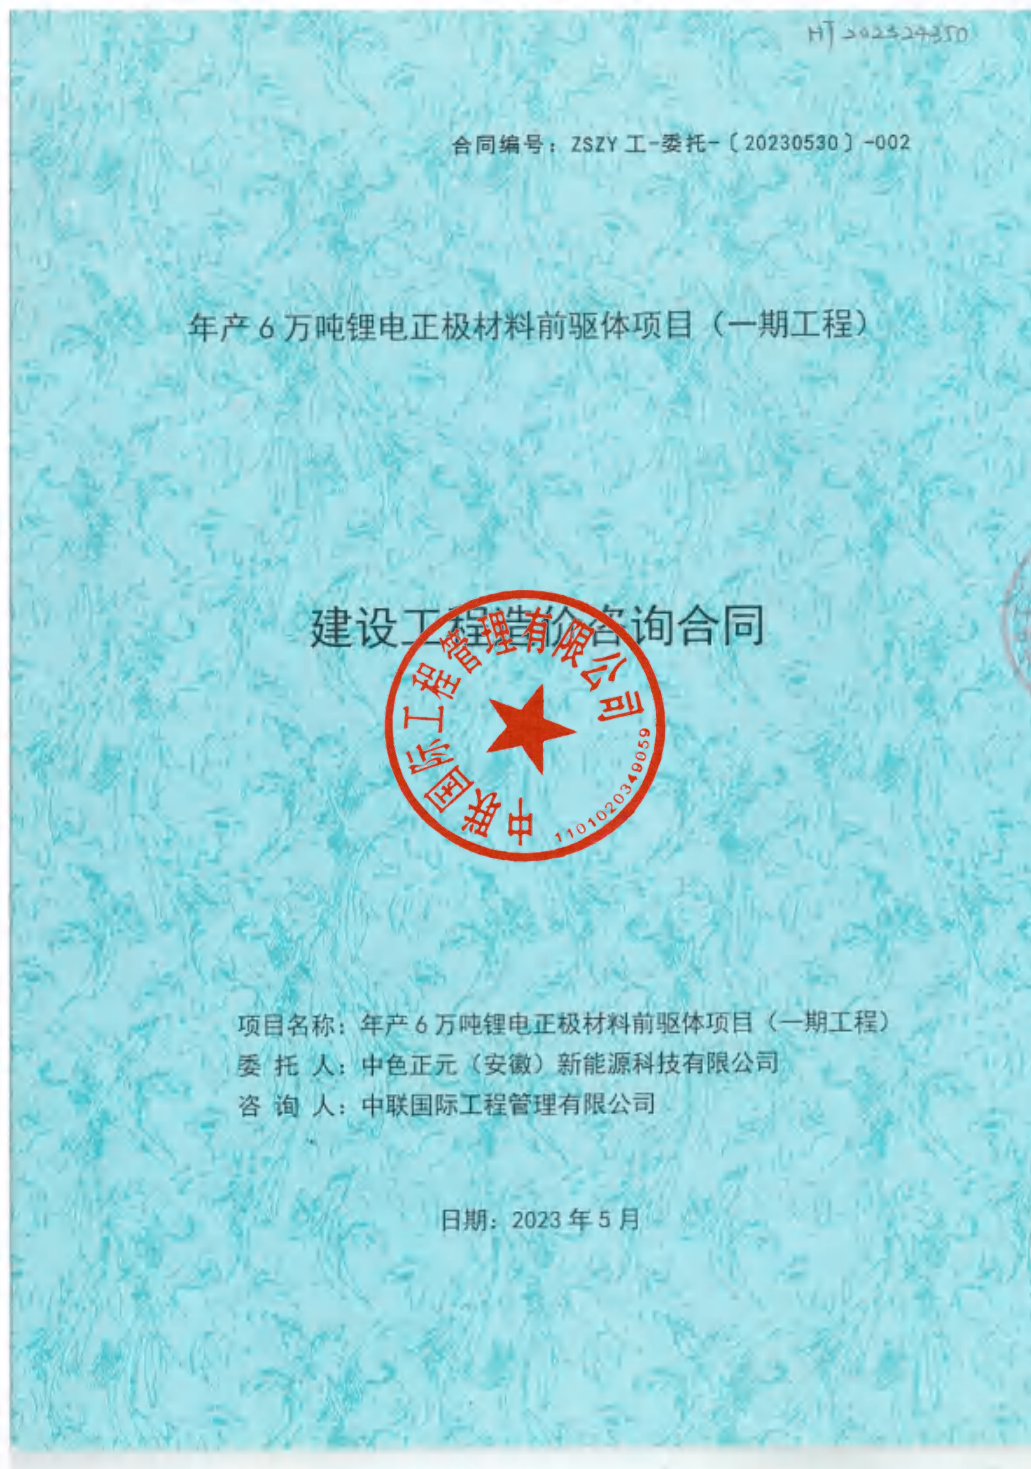 HT 202324350
合同编号：ZSZY 工-委托-〔20230530〕-002
年产 6 万吨锂电正极材料前驱体项目（一期工程）
建设工程造价咨询合同
中联国际工程管理有限公司
1101020349059
项目名称：年产 6 万吨锂电正极材料前驱体项目（一期工程）
委 托 人：中色正元（安徽）新能源科技有限公司
咨 询 人：中联国际工程管理有限公司
日期：2023 年 5 月